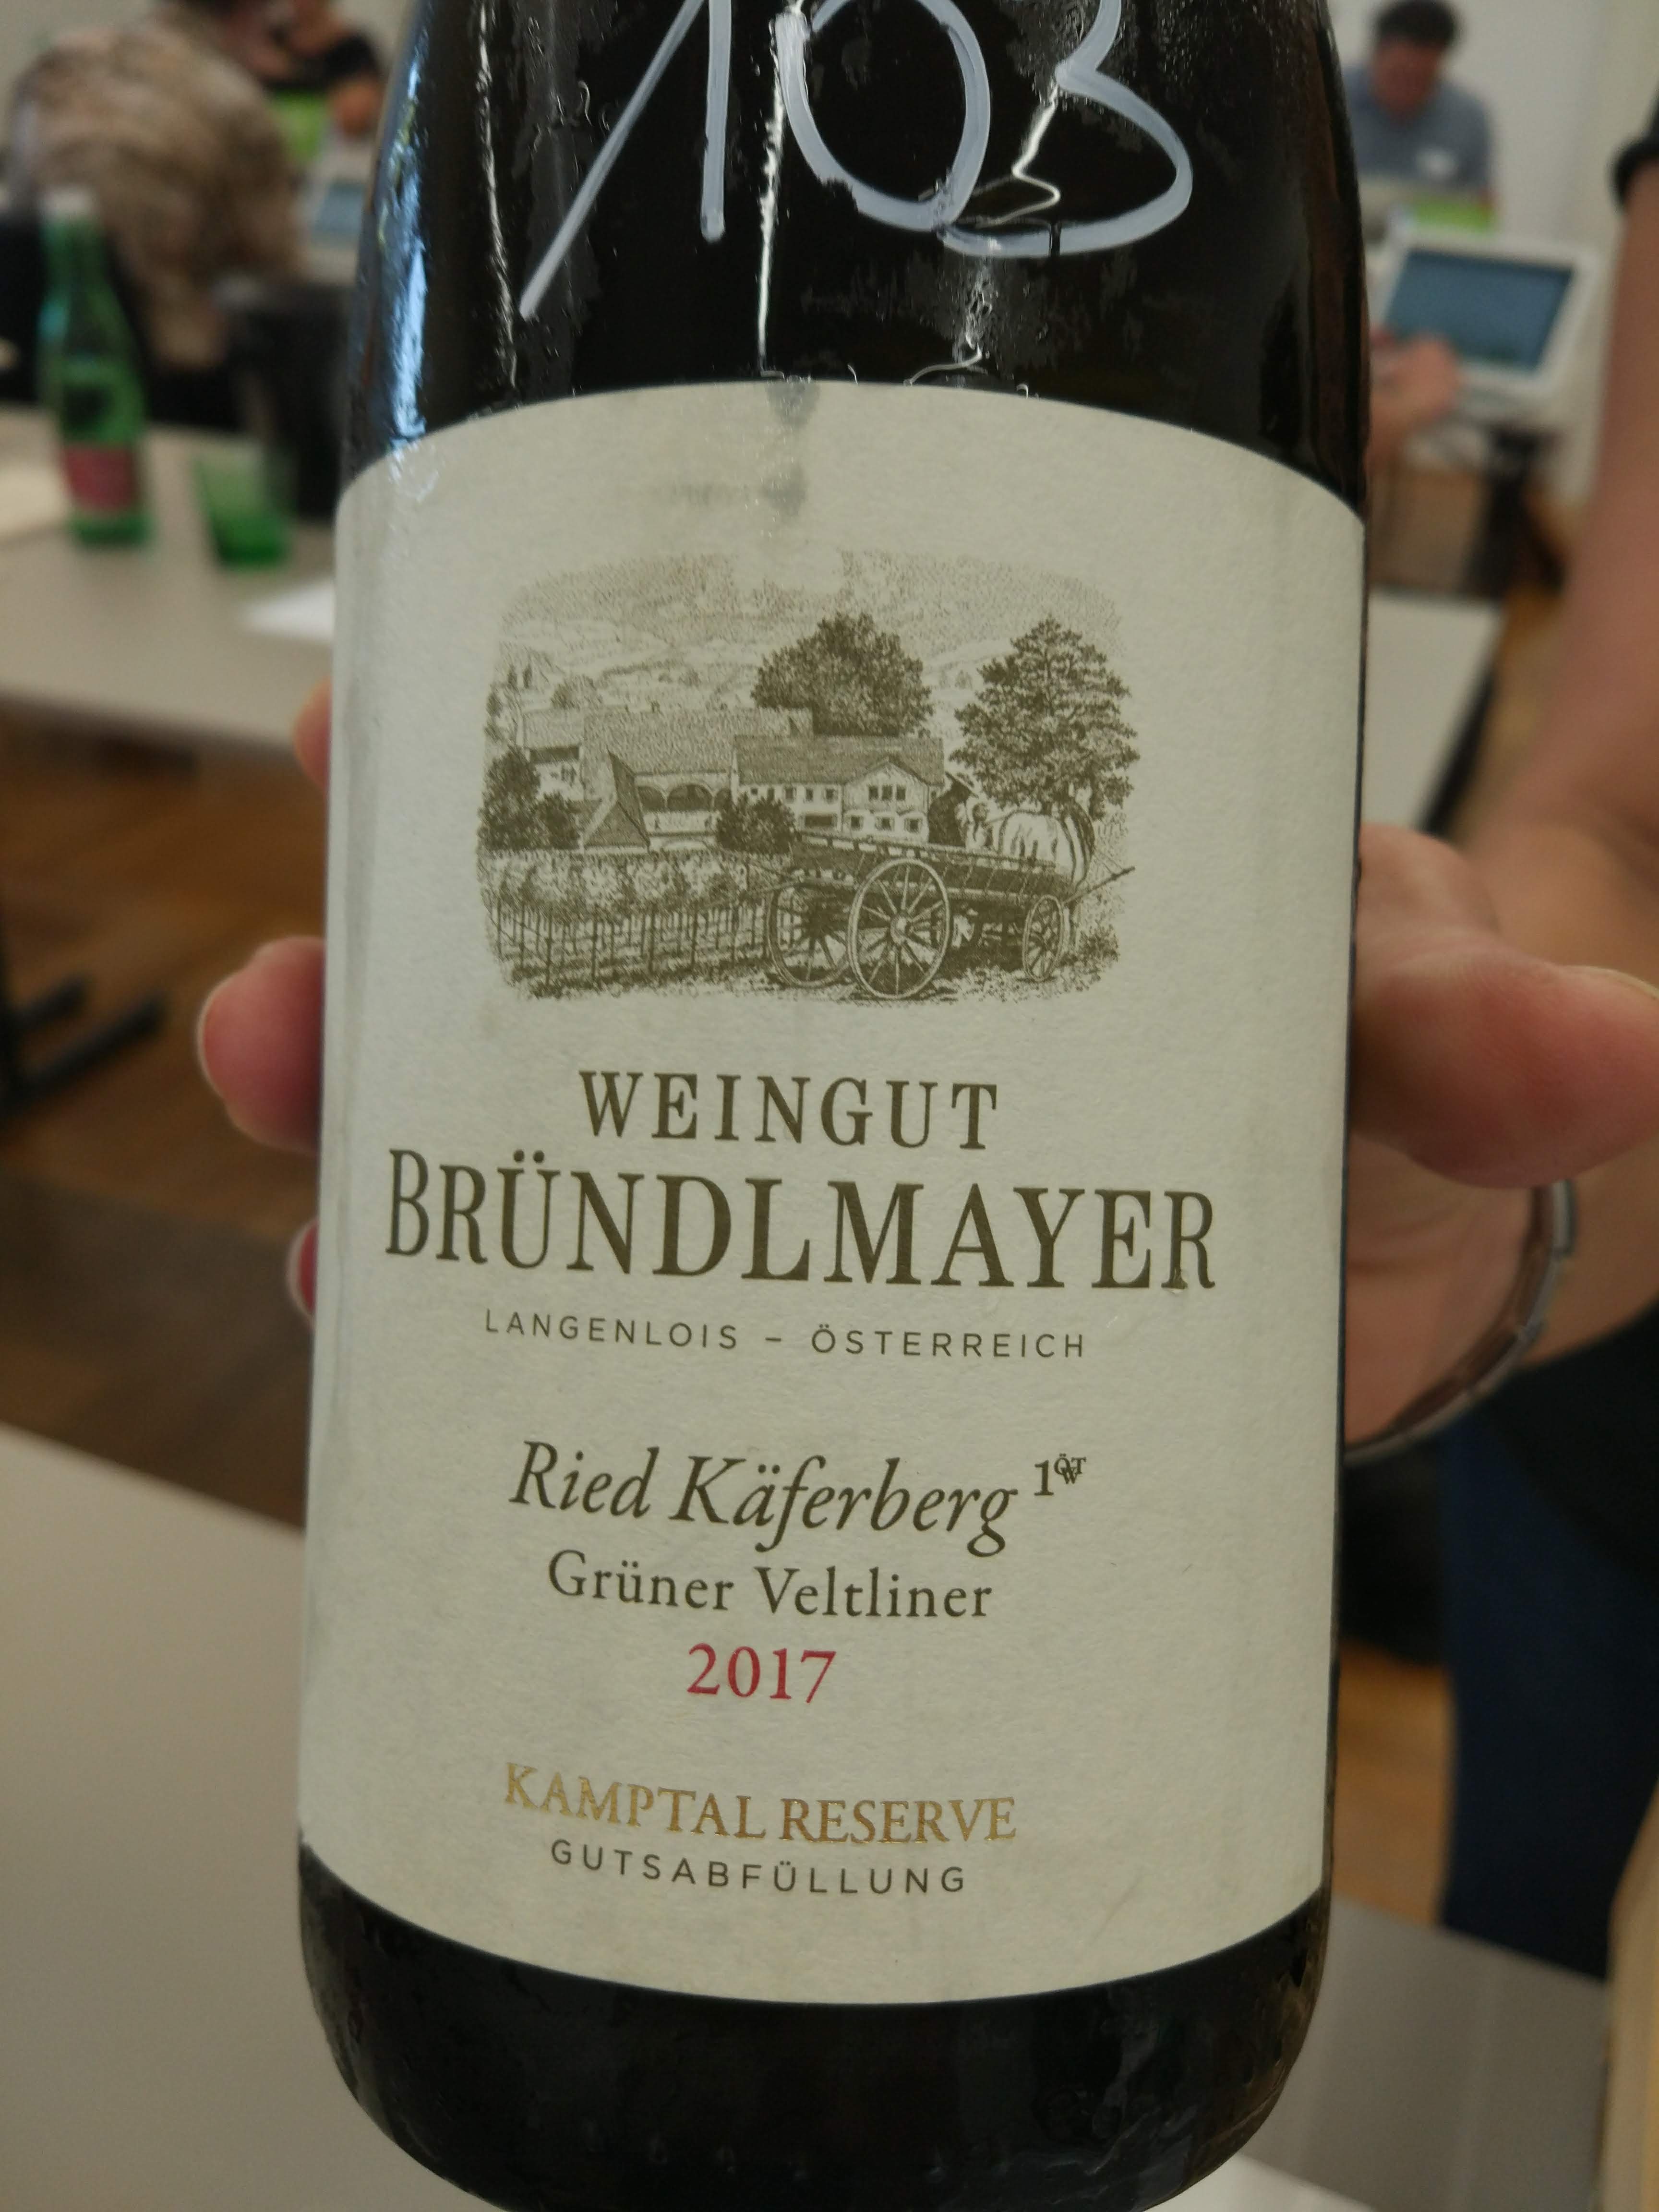 103
WEINGUT
BRÜNDLMAYER
LANGENLOIS – ÖSTERREICH
Ried Käferberg 1ÖTW
Grüner Veltliner
2017
KAMPTAL RESERVE
GUTSABFÜLLUNG